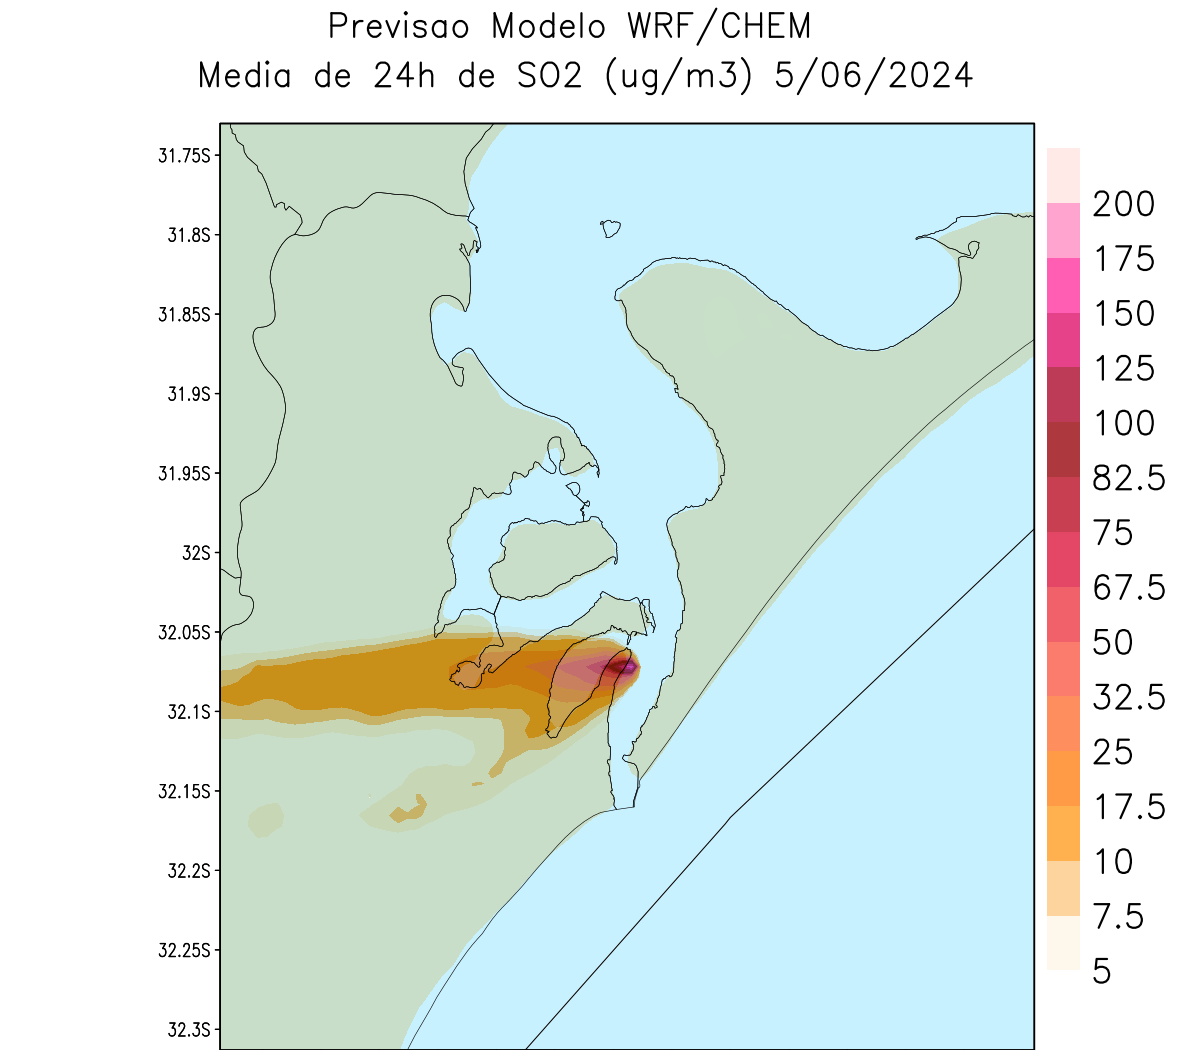 Previsao Modelo WRF/CHEM
Media de 24h de SO2 (ug/m3) 5/06/2024
31.75S
31.8S
31.85S
31.9S
31.95S
32S
32.05S
32.1S
32.15S
32.2S
32.25S
32.3S
200
175
150
125
100
82.5
75
67.5
50
32.5
25
17.5
10
7.5
5